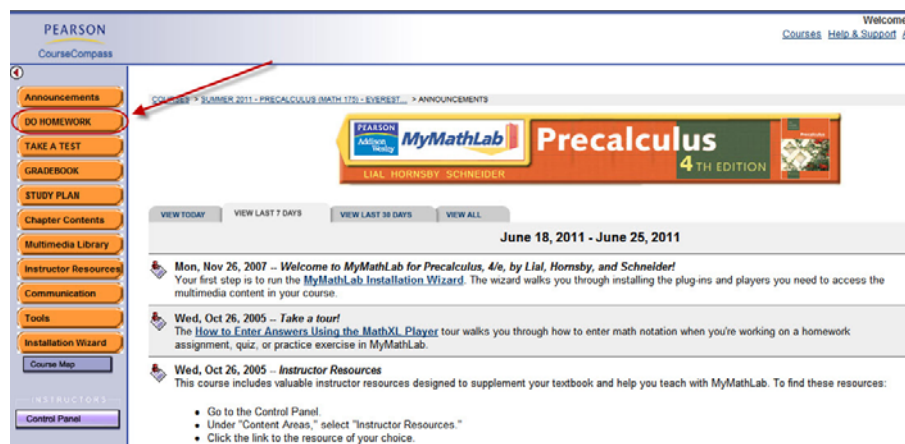 PEARSON
CourseCompass
Welcome
Courses Help & Support
Announcements
DO HOMEWORK
TAKE A TEST
GRADEBOOK
STUDY PLAN
Chapter Contents
Multimedia Library
Instructor Resources
Communication
Tools
Installation Wizard
Course Map
INSTRUCTORS
Control Panel
COURSES > SUMMER 2011 - PRECALCULUS (MATH 175) - EVEREST... > ANNOUNCEMENTS
PEARSON
Addison
Wesley
MyMathLab
Precalculus
4TH EDITION
LIAL HORNSBY SCHNEIDER
VIEW TODAY VIEW LAST 7 DAYS VIEW LAST 30 DAYS VIEW ALL
June 18, 2011 - June 25, 2011
Mon, Nov 26, 2007 -- Welcome to MyMathLab for Precalculus, 4/e, by Lial, Hornsby, and Schneider!
Your first step is to run the MyMathLab Installation Wizard. The wizard walks you through installing the plug-ins and players you need to access the
multimedia content in your course.
Wed, Oct 26, 2005 -- Take a tour!
The How to Enter Answers Using the MathXL Player tour walks you through how to enter math notation when you're working on a homework
assignment, quiz, or practice exercise in MyMathLab.
Wed, Oct 26, 2005 -- Instructor Resources
This course includes valuable instructor resources designed to supplement your textbook and help you teach with MyMathLab. To find these resources:
• Go to the Control Panel.
• Under "Content Areas," select "Instructor Resources."
• Click the link to the resource of your choice.